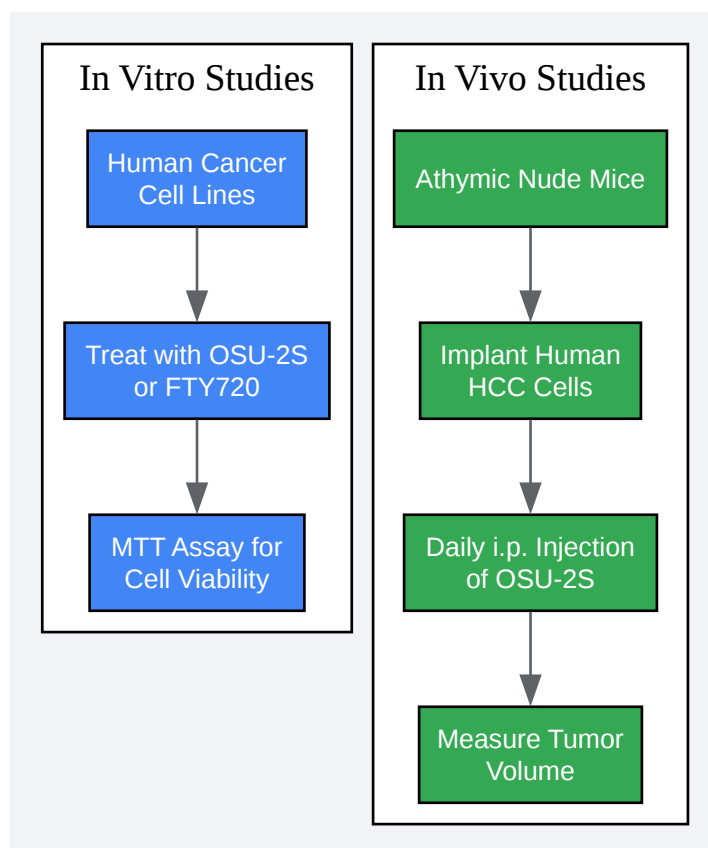 In Vitro Studies
Human Cancer
Cell Lines
Treat with OSU-2S
or FTY720
MTT Assay for
Cell Viability
In Vivo Studies
Athymic Nude Mice
Implant Human
HCC Cells
Daily i.p. Injection
of OSU-2S
Measure Tumor
Volume